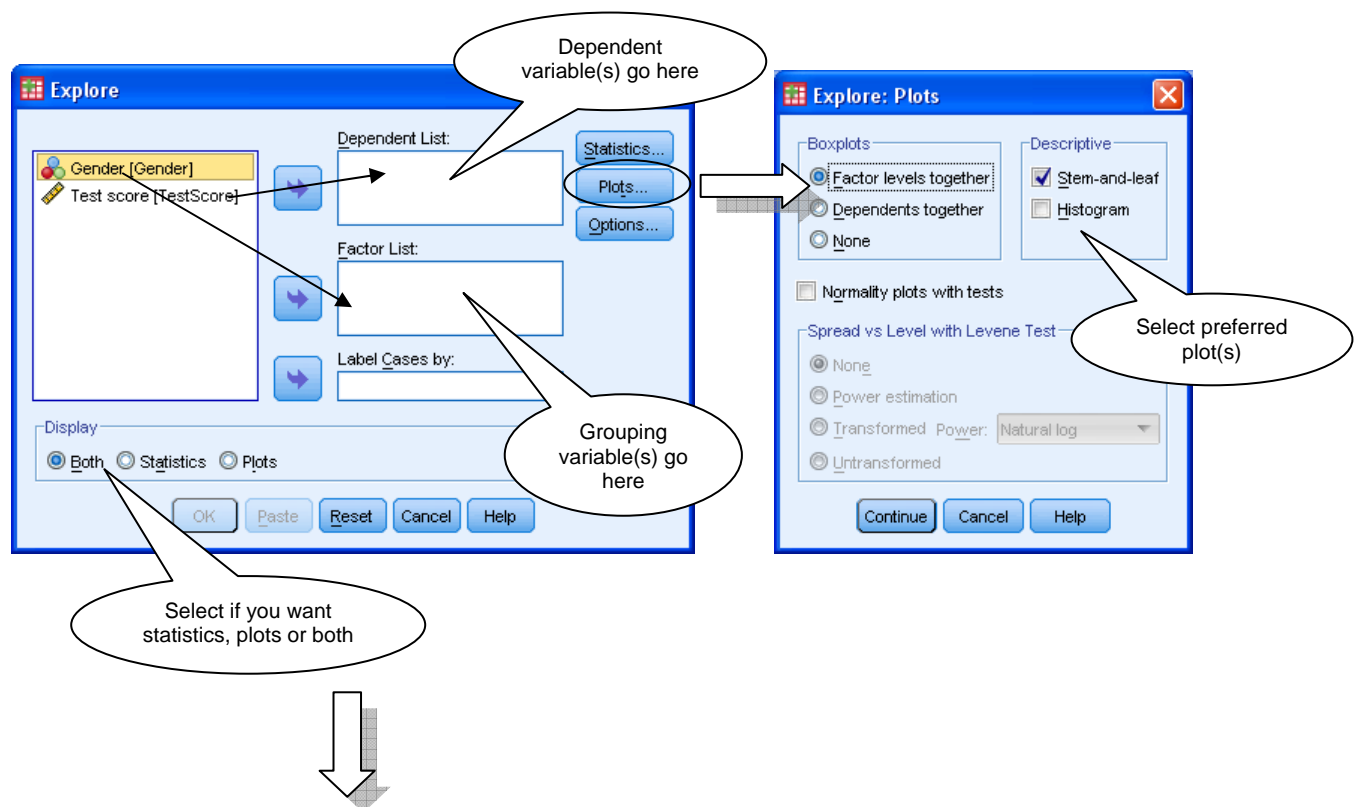 Dependent
variable(s) go here
Explore
Dependent List:
Gender [Gender]
Test score [TestScore]
Statistics...
Plots...
Options...
Factor List:
Label Cases by:
Grouping
variable(s) go
here
Display
Both Statistics Plots
OK Paste Reset Cancel Help
Select if you want
statistics, plots or both
Explore: Plots
Boxplots
Factor levels together
Dependents together
None
Descriptive
Stem-and-leaf
Histogram
Normality plots with tests
Select preferred
plot(s)
Spread vs Level with Levene Test
None
Power estimation
Transformed Power: Natural log
Untransformed
Continue Cancel Help